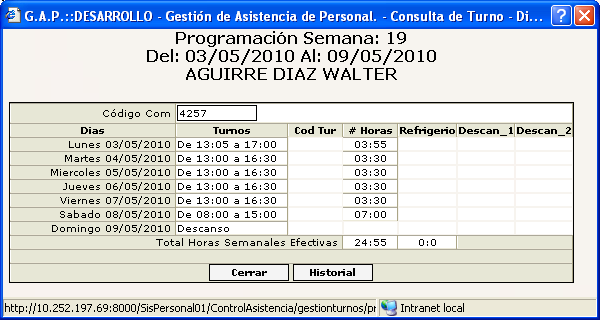 G.A.P.::DESARROLLO - Gestión de Asistencia de Personal. - Consulta de Turno - Di...
Programación Semana: 19
Del: 03/05/2010 Al: 09/05/2010
AGUIRRE DIAZ WALTER
Código Com 4257
Dias Turnos Cod Tur # Horas Refrigerio Descan_1 Descan_2
Lunes 03/05/2010 De 13:05 a 17:00 03:55
Martes 04/05/2010 De 13:00 a 16:30 03:30
Miercoles 05/05/2010 De 13:00 a 16:30 03:30
Jueves 06/05/2010 De 13:00 a 16:30 03:30
Viernes 07/05/2010 De 13:00 a 16:30 03:30
Sabado 08/05/2010 De 08:00 a 15:00 07:00
Domingo 09/05/2010 Descanso
Total Horas Semanales Efectivas 24:55 0:0
Cerrar Historial
http://10.252.197.69:8000/SisPersonal01/ControlAsistencia/gestionturnos/pr Intranet local